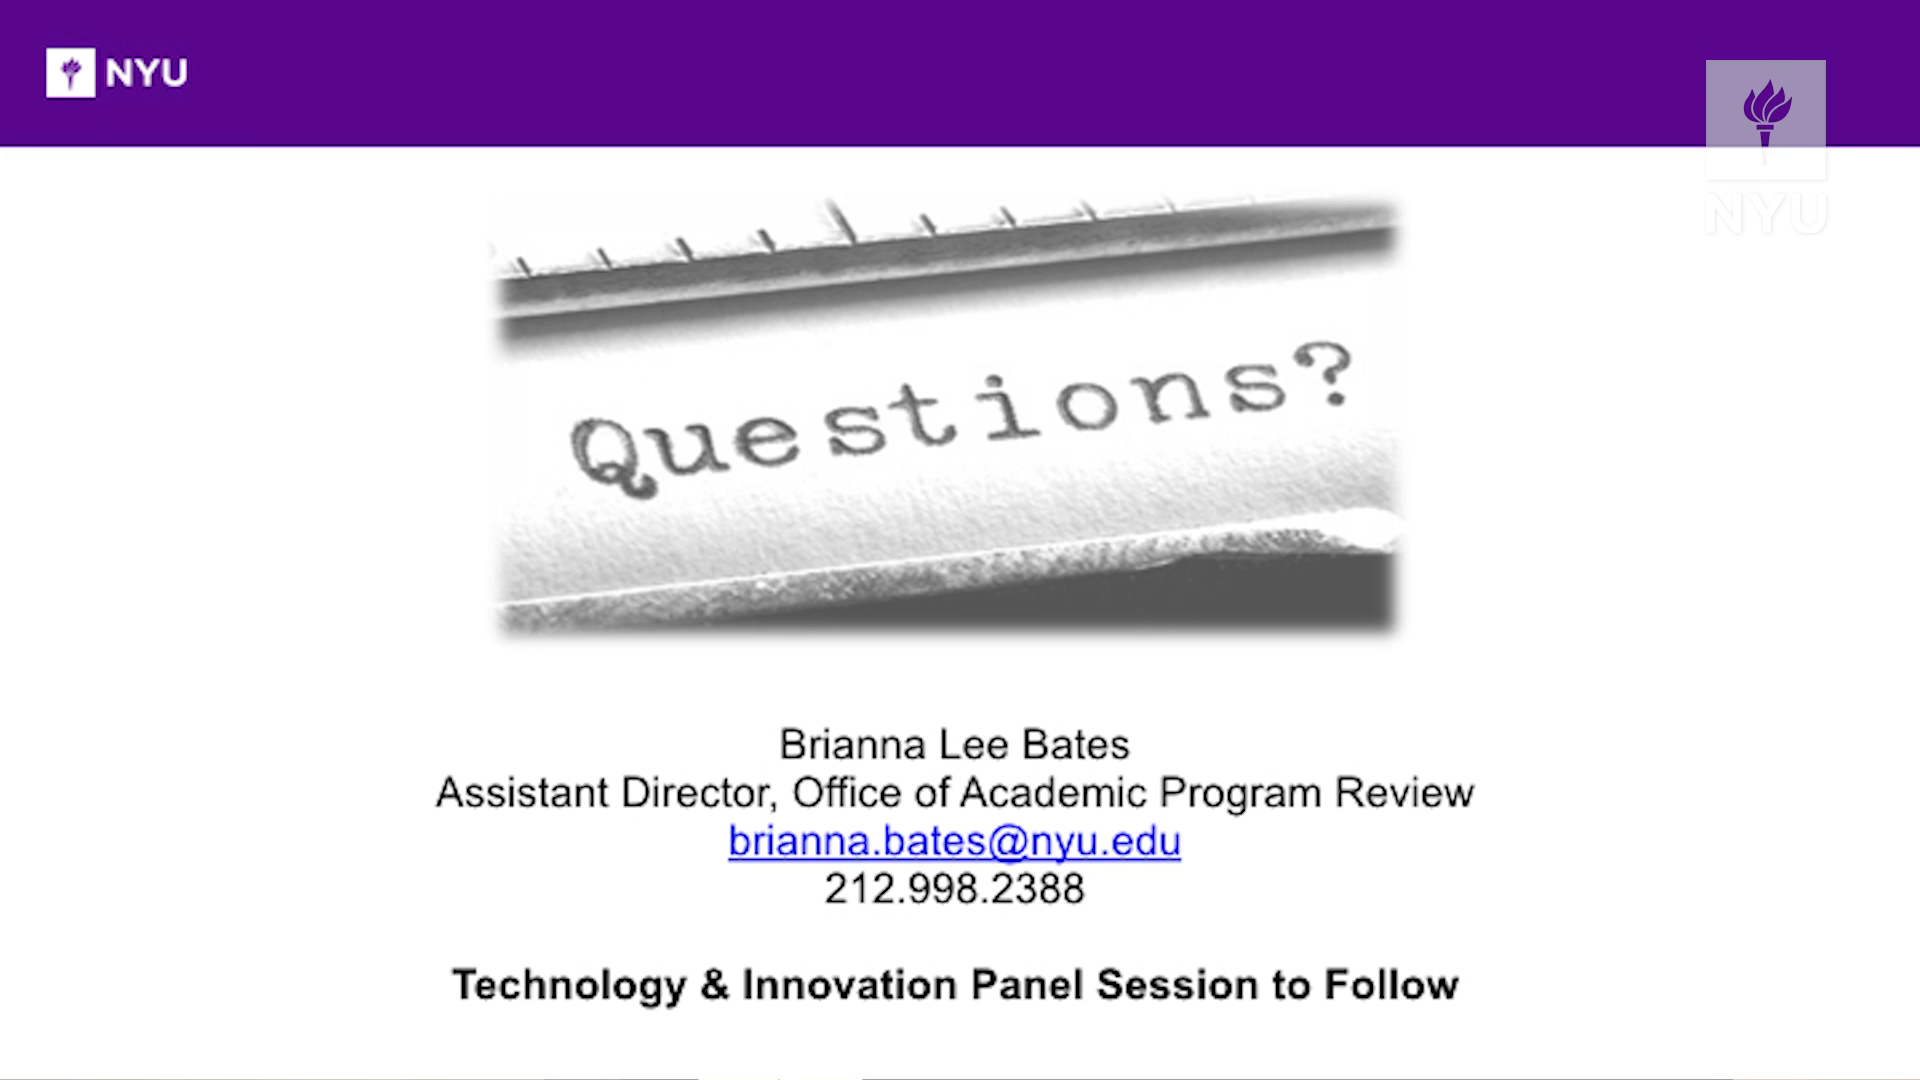 NYU
NYU
Questions?
Brianna Lee Bates
Assistant Director, Office of Academic Program Review
brianna.bates@nyu.edu
212.998.2388
Technology & Innovation Panel Session to Follow